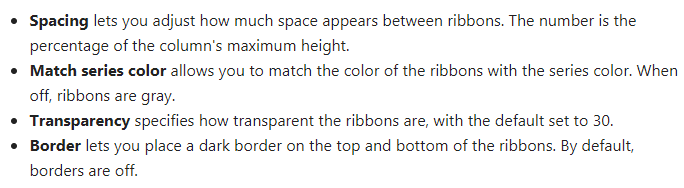 • Spacing lets you adjust how much space appears between ribbons. The number is the
percentage of the column's maximum height.
• Match series color allows you to match the color of the ribbons with the series color. When
off, ribbons are gray.
• Transparency specifies how transparent the ribbons are, with the default set to 30.
• Border lets you place a dark border on the top and bottom of the ribbons. By default,
borders are off.